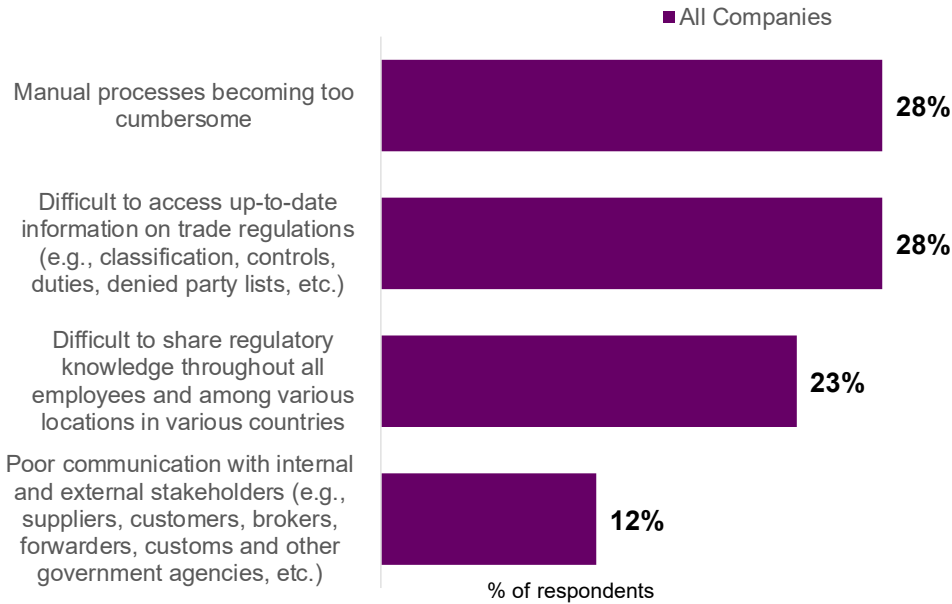 All Companies
Manual processes becoming too
cumbersome
28%
Difficult to access up-to-date
information on trade regulations
(e.g., classification, controls,
duties, denied party lists, etc.)
28%
Difficult to share regulatory
knowledge throughout all
employees and among various
locations in various countries
23%
Poor communication with internal
and external stakeholders (e.g.,
suppliers, customers, brokers,
forwarders, customs and other
government agencies, etc.)
12%
% of respondents